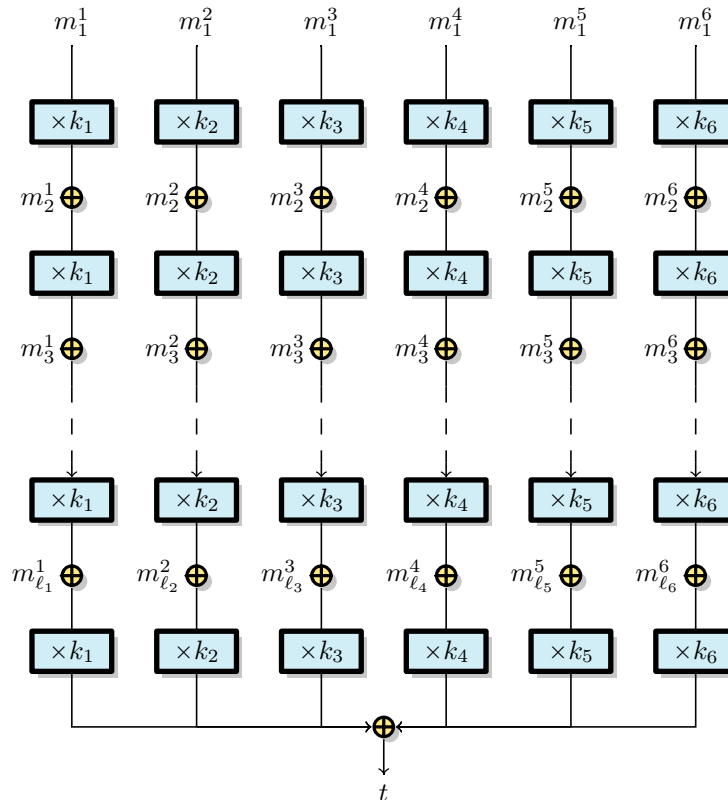 m_1^1 m_1^2 m_1^3 m_1^4 m_1^5 m_1^6
×k_1 ×k_2 ×k_3 ×k_4 ×k_5 ×k_6
m_2^1 m_2^2 m_2^3 m_2^4 m_2^5 m_2^6
×k_1 ×k_2 ×k_3 ×k_4 ×k_5 ×k_6
m_3^1 m_3^2 m_3^3 m_3^4 m_3^5 m_3^6
×k_1 ×k_2 ×k_3 ×k_4 ×k_5 ×k_6
m_{ℓ_1}^1 m_{ℓ_2}^2 m_{ℓ_3}^3 m_{ℓ_4}^4 m_{ℓ_5}^5 m_{ℓ_6}^6
×k_1 ×k_2 ×k_3 ×k_4 ×k_5 ×k_6
t